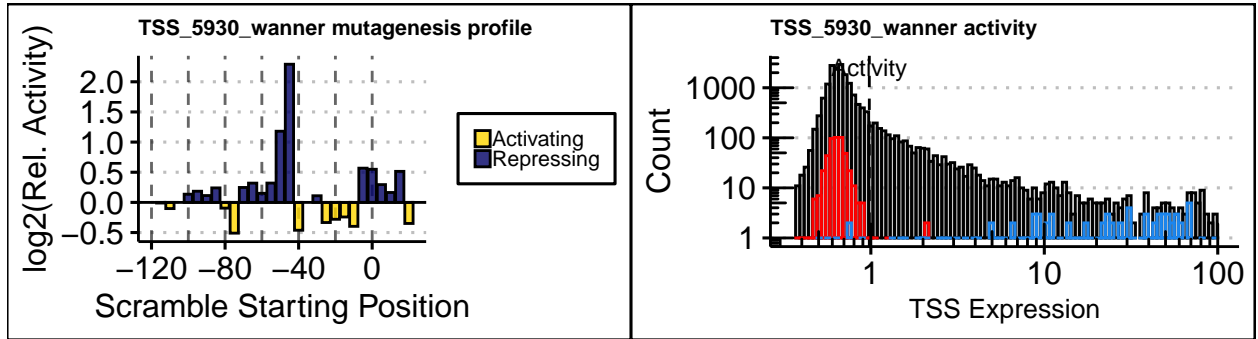 TSS_5930_wanner mutagenesis profile
log2(Rel. Activity)
2.0
1.5
1.0
0.5
0.0
−0.5
−120
−80
−40
0
Scramble Starting Position
Activating
Repressing
TSS_5930_wanner activity
Activity
Count
1000
100
10
1
1
10
100
TSS Expression